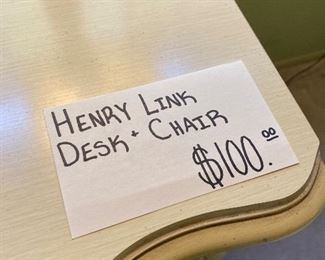 HENRY LINK
DESK + CHAIR
$100.00